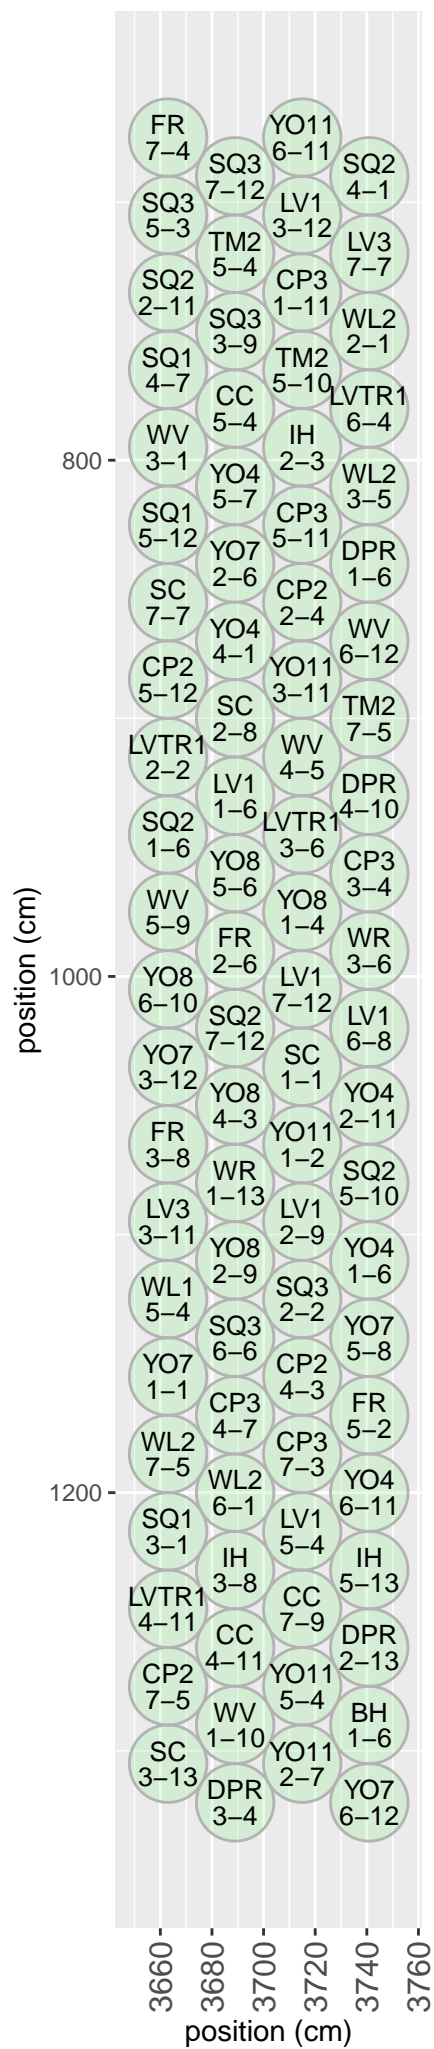 FR
7–4
YO11
6–11
SQ3
7–12
SQ2
4–1
SQ3
5–3
LV1
3–12
TM2
5–4
LV3
7–7
SQ2
2–11
CP3
1–11
SQ3
3–9
WL2
2–1
SQ1
4–7
TM2
5–10
CC
5–4
LVTR1
6–4
WV
3–1
IH
2–3
YO4
5–7
WL2
3–5
SQ1
5–12
CP3
5–11
YO7
2–6
DPR
1–6
SC
7–7
CP2
2–4
YO4
4–1
WV
6–12
CP2
5–12
YO11
3–11
SC
2–8
TM2
7–5
LVTR1
2–2
WV
4–5
LV1
1–6
DPR
4–10
SQ2
1–6
LVTR1
3–6
YO8
5–6
CP3
3–4
WV
5–9
YO8
1–4
FR
2–6
WR
3–6
YO8
6–10
LV1
7–12
SQ2
7–12
LV1
6–8
YO7
3–12
SC
1–1
YO8
4–3
YO4
2–11
FR
3–8
YO11
1–2
WR
1–13
SQ2
5–10
LV3
3–11
LV1
2–9
YO8
2–9
YO4
1–6
WL1
5–4
SQ3
2–2
SQ3
6–6
YO7
5–8
YO7
1–1
CP2
4–3
CP3
4–7
FR
5–2
WL2
7–5
CP3
7–3
WL2
6–1
YO4
6–11
SQ1
3–1
LV1
5–4
IH
3–8
IH
5–13
LVTR1
4–11
CC
7–9
CC
4–11
DPR
2–13
CP2
7–5
YO11
5–4
WV
1–10
BH
1–6
SC
3–13
YO11
2–7
DPR
3–4
YO7
6–12
800
1000
1200
position (cm)
3660
3680
3700
3720
3740
3760
position (cm)